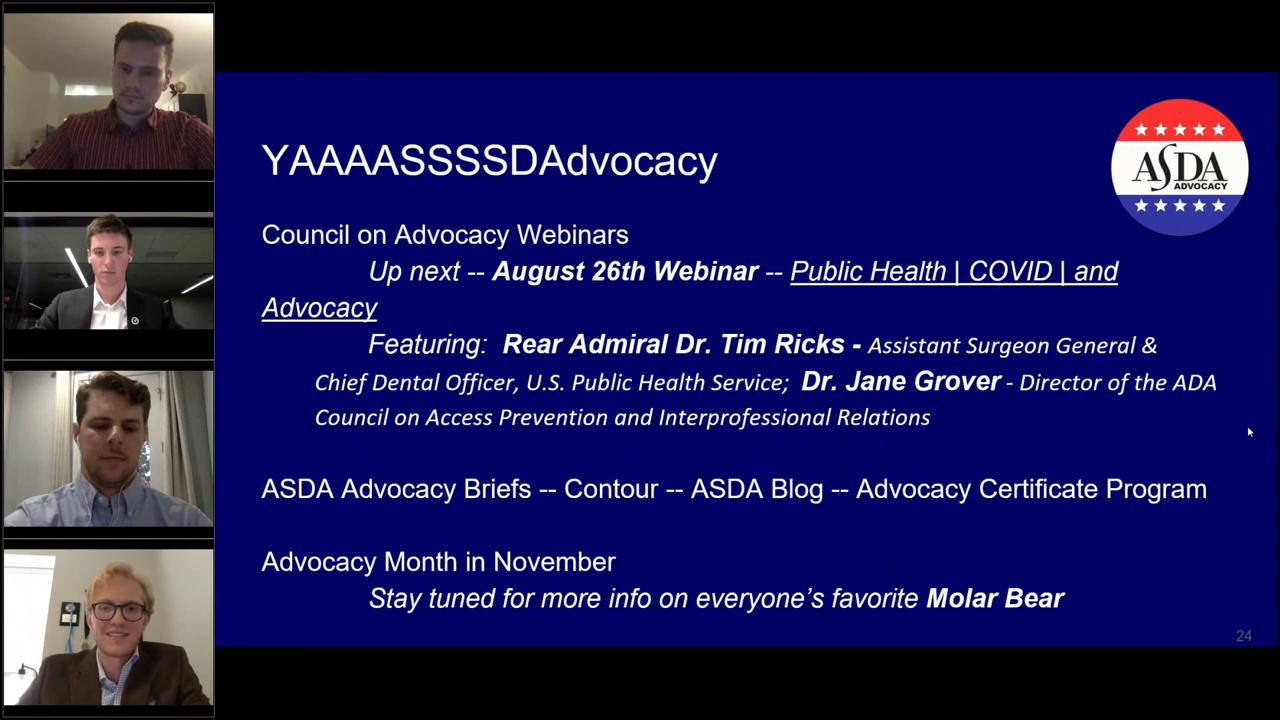 YAAAASSSSDAdvocacy
ASDA
ADVOCACY
Council on Advocacy Webinars
Up next -- August 26th Webinar -- Public Health | COVID | and
Advocacy
Featuring: Rear Admiral Dr. Tim Ricks - Assistant Surgeon General &
Chief Dental Officer, U.S. Public Health Service; Dr. Jane Grover - Director of the ADA
Council on Access Prevention and Interprofessional Relations
ASDA Advocacy Briefs -- Contour -- ASDA Blog -- Advocacy Certificate Program
Advocacy Month in November
Stay tuned for more info on everyone’s favorite Molar Bear
24